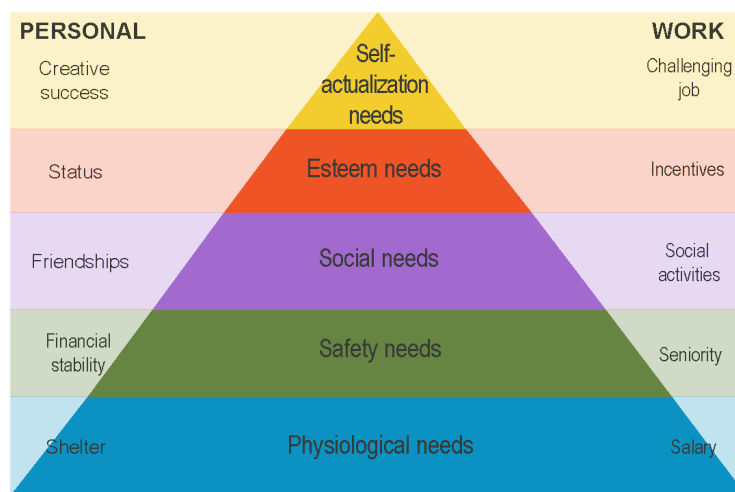 PERSONAL
WORK
Creative
success
Self-
actualization
needs
Challenging
job
Status
Esteem needs
Incentives
Friendships
Social needs
Social
activities
Financial
stability
Safety needs
Seniority
Shelter
Physiological needs
Salary